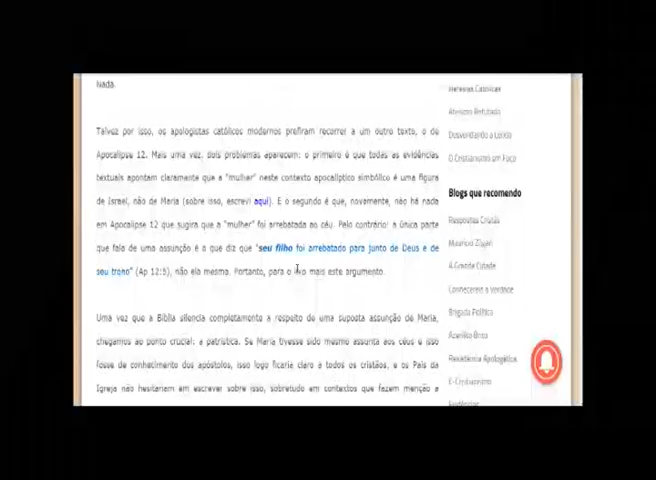 Nada.
Talvez por isso, os apologistas católicos modernos prefiram recorrer a um outro texto, o de
Apocalipse 12. Mais uma vez, dois problemas aparecem: o primeiro é que todas as evidências
textuais apontam claramente que a "mulher" neste contexto apocalíptico simbólico é uma figura
de Israel, não de Maria (sobre isso, escrevi aqui). E o segundo é que, novamente, não há nada
em Apocalipse 12 que sugira que a "mulher" foi arrebatada ao céu. Pelo contrário: a única parte
que fala de uma assunção é a que diz que "seu filho foi arrebatado para junto de Deus e de
seu trono" (Ap 12:5), não ela mesma. Portanto, para o lixo mais este argumento.
Uma vez que a Bíblia silencia completamente a respeito de uma suposta assunção de Maria,
chegamos ao ponto crucial: a patrística. Se Maria tivesse sido mesmo assunta aos céus e isso
fosse de conhecimento dos apóstolos, isso logo ficaria claro a todos os cristãos, e os Pais da
Igreja não hesitariam em escrever sobre isso, sobretudo em contextos que fazem menção a
Heresias Católicas
Ateísmo Refutado
Desvendando a Lenda
O Cristianismo em Foco
Blogs que recomendo
Respostas Cristãs
A Grande Cidade
Conhecereis a Verdade
Brigada Política
Resistência Apologética
E-Cristianismo
Evidências